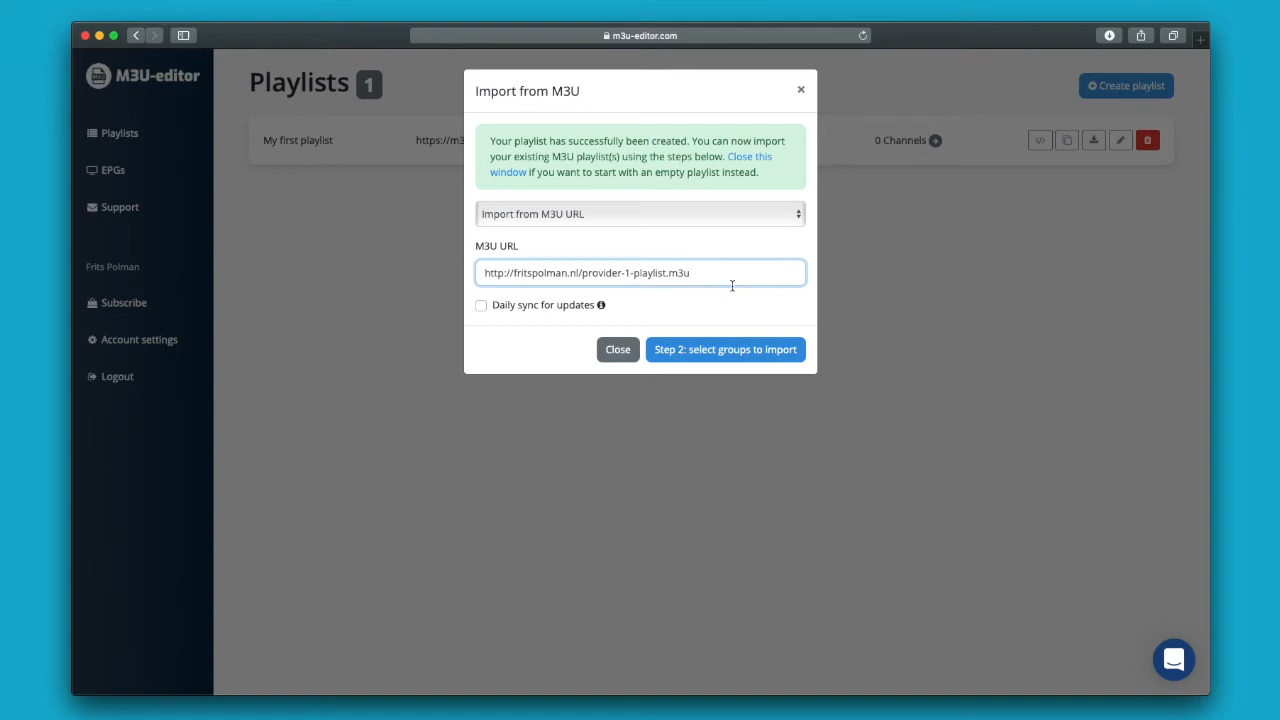 m3u-editor.com
M3U-editor
Playlists
EPGs
Support
Frits Polman
Subscribe
Account settings
Logout
Playlists 1
Create playlist
My first playlist
https://m3
0 Channels
Import from M3U
×
Your playlist has successfully been created. You can now import
your existing M3U playlist(s) using the steps below. Close this
window if you want to start with an empty playlist instead.
Import from M3U URL
M3U URL
http://fritspolman.nl/provider-1-playlist.m3u
Daily sync for updates
Close
Step 2: select groups to import